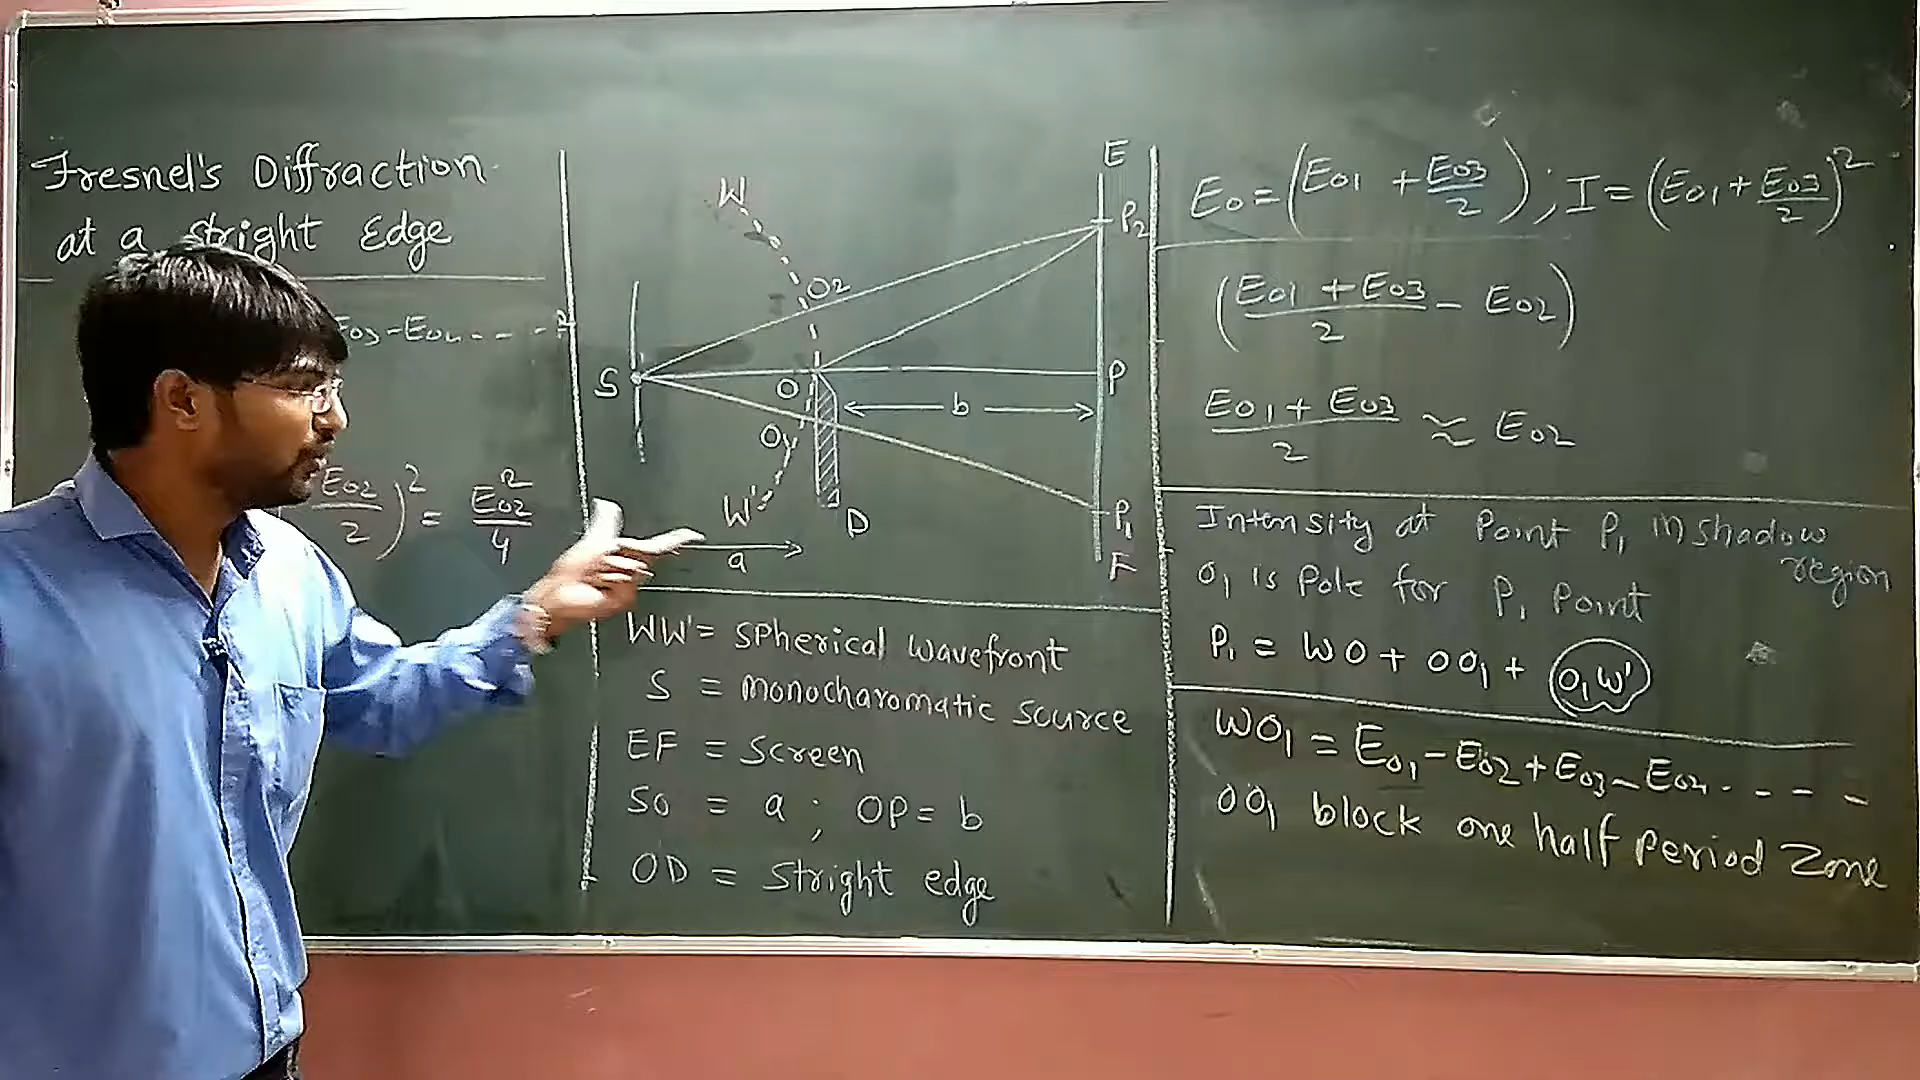 Fresnel's Diffraction
at a Stright Edge
E03 - E04 - - - -
E02/2)² = E02²/4
W
O2
S
O
O1
W'
a
D
b
E
P2
P
P1
F
WW' = Spherical wavefront
S = monocharomatic source
EF = Screen
SO = a ; OP = b
OD = Stright edge
E0 = (E01 + E03/2) ; I = (E01 + E03/2)²
((E01 + E03)/2 - E02)
(E01 + E03)/2 ≈ E02
Intensity at Point P1 in shadow
region
O1 is Pole for P1 Point
P1 = WO + OO1 + O1W'
WO1 = E01 - E02 + E03 - E04 - - - -
OO1 block one half Period Zone